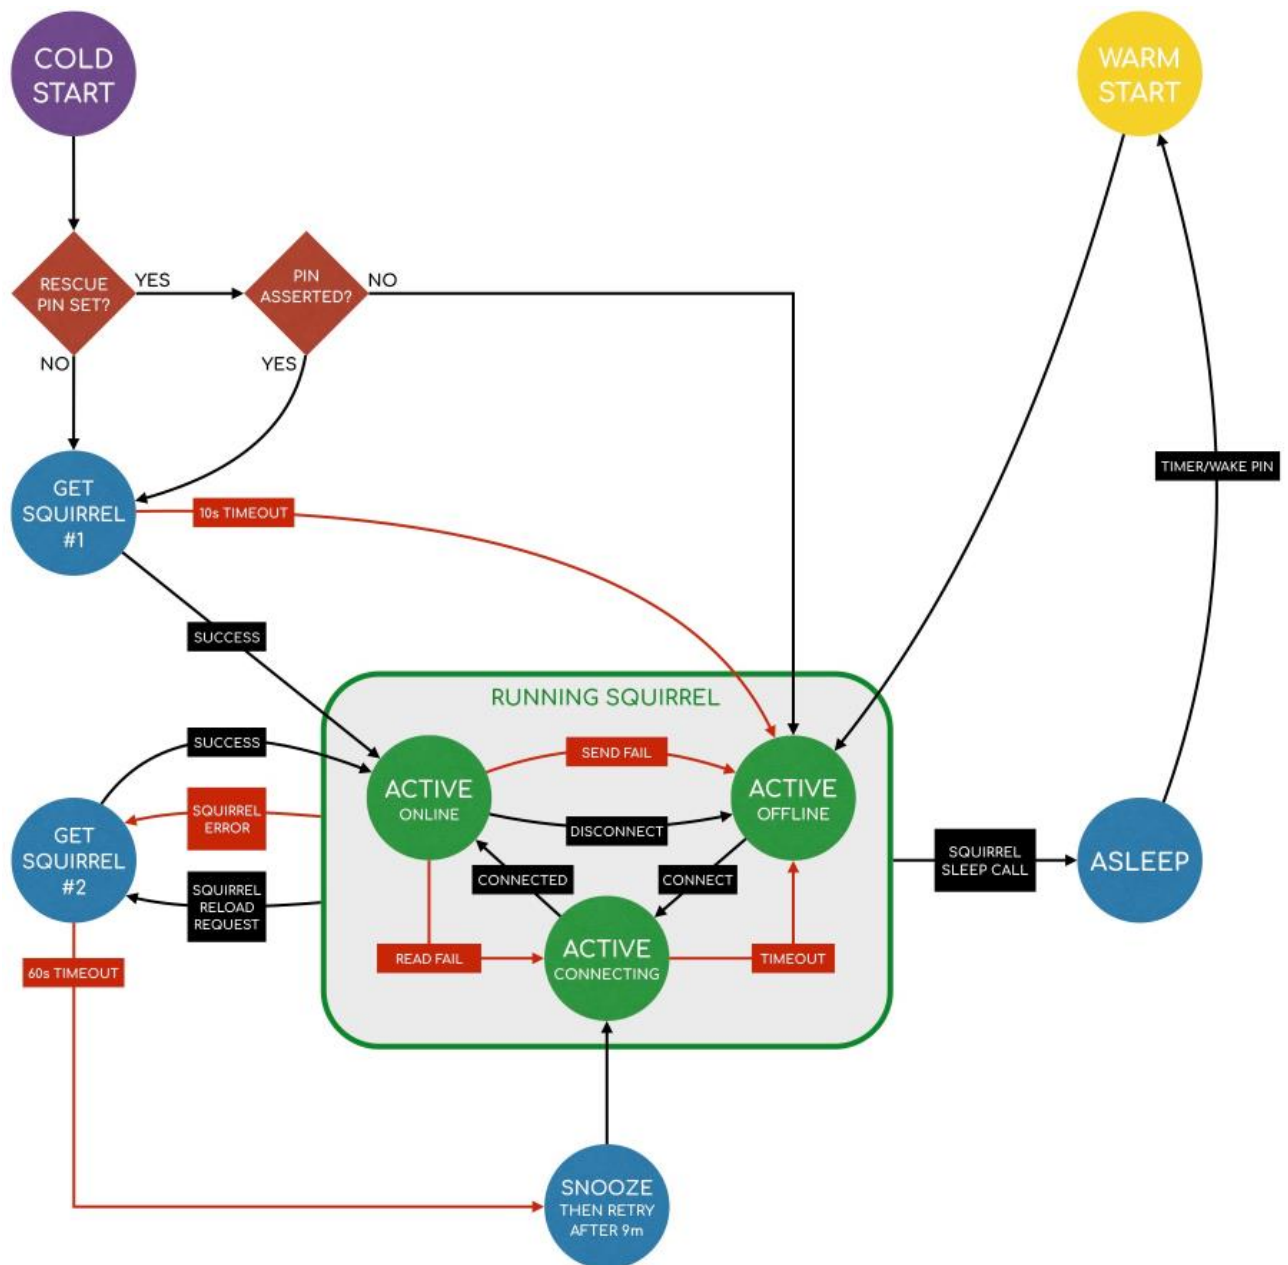 COLD
START
WARM
START
RESCUE
PIN SET?
YES
PIN
ASSERTED?
NO
NO
YES
TIMER/WAKE PIN
GET
SQUIRREL
#1
10s TIMEOUT
SUCCESS
RUNNING SQUIRREL
SUCCESS
SEND FAIL
ACTIVE
ONLINE
ACTIVE
OFFLINE
SQUIRREL
ERROR
DISCONNECT
GET
SQUIRREL
#2
SQUIRREL
SLEEP CALL
ASLEEP
CONNECTED
CONNECT
SQUIRREL
RELOAD
REQUEST
ACTIVE
CONNECTING
READ FAIL
TIMEOUT
60s TIMEOUT
SNOOZE
THEN RETRY
AFTER 9m